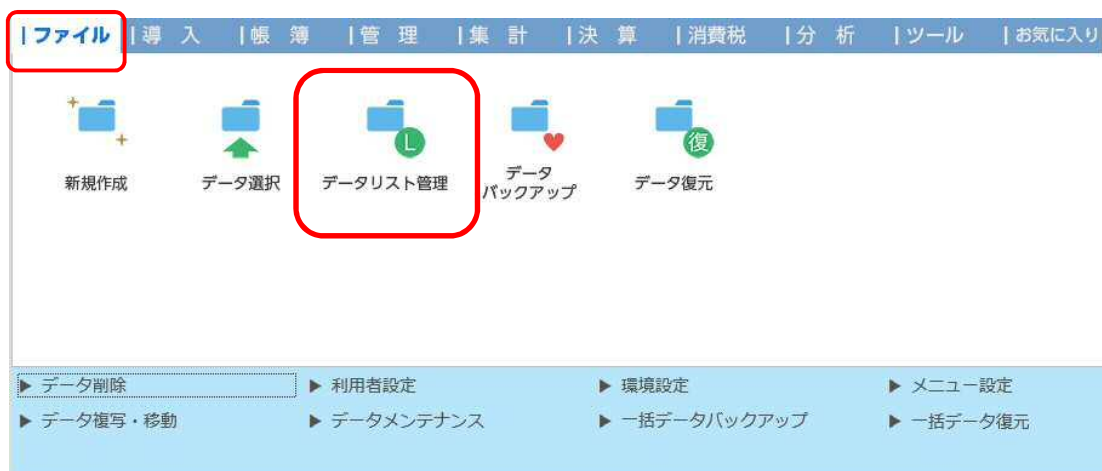 |ファイル |導 入 |帳 簿 |管 理 |集 計 |決 算 |消費税 |分 析 |ツール |お気に入り
L 復
新規作成 データ選択 データリスト管理 データ
バックアップ データ復元
▶ データ削除 ▶ 利用者設定 ▶ 環境設定 ▶ メニュー設定
▶ データ複写・移動 ▶ データメンテナンス ▶ 一括データバックアップ ▶ 一括データ復元